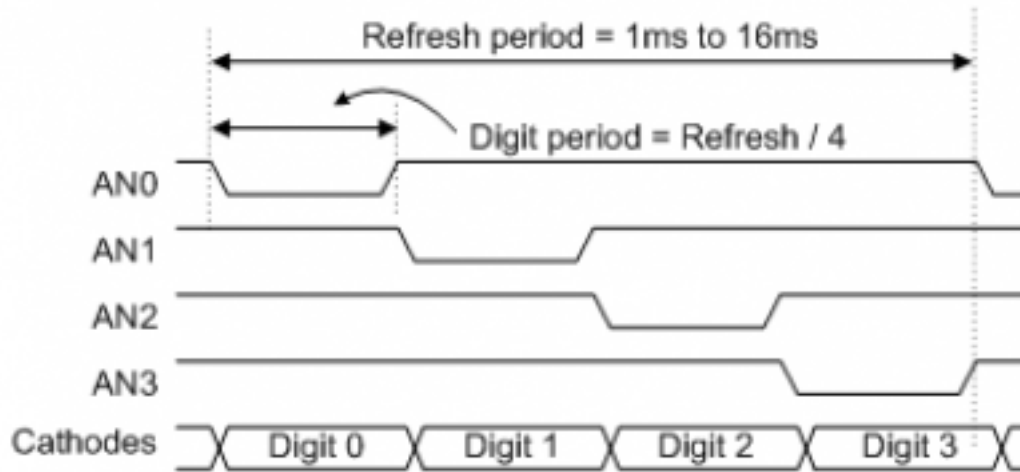 Refresh period = 1ms to 16ms
Digit period = Refresh / 4
AN0
AN1
AN2
AN3
Cathodes Digit 0 Digit 1 Digit 2 Digit 3